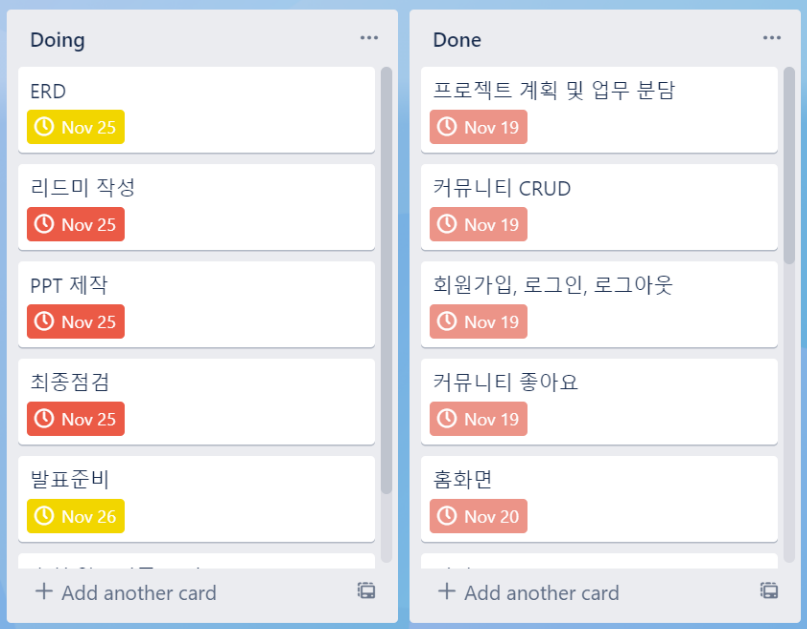 Doing
ERD
Nov 25
리드미 작성
Nov 25
PPT 제작
Nov 25
최종점검
Nov 25
발표준비
Nov 26
Add another card
Done
프로젝트 계획 및 업무 분담
Nov 19
커뮤니티 CRUD
Nov 19
회원가입, 로그인, 로그아웃
Nov 19
커뮤니티 좋아요
Nov 19
홈화면
Nov 20
Add another card